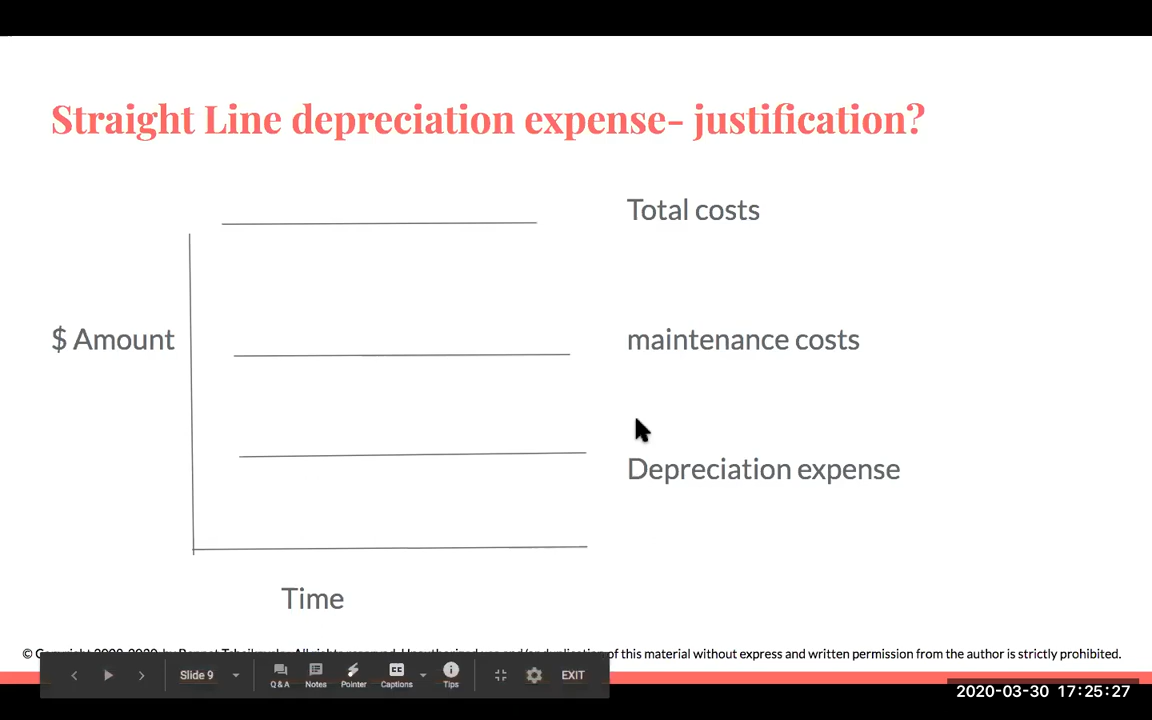 Straight Line depreciation expense- justification?
Total costs
$ Amount
maintenance costs
Depreciation expense
Time
of this material without express and written permission from the author is strictly prohibited.
Slide 9
Q & A
Notes
Pointer
Captions
Tips
EXIT
2020-03-30 17:25:27